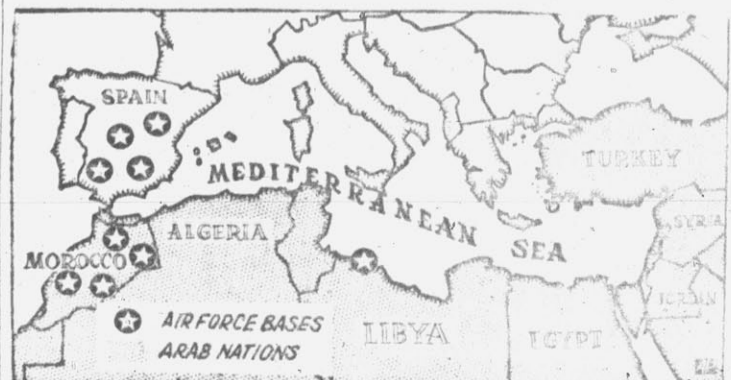 SPAIN
MEDITERRANEAN SEA
TURKEY
SYRIA
ALGERIA
MOROCCO
JORDAN
LIBYA
EGYPT
AIR FORCE BASES
ARAB NATIONS